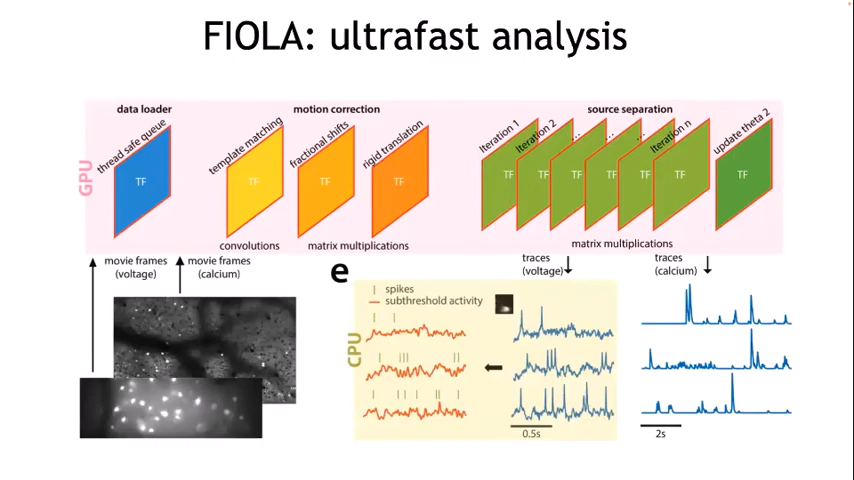 FIOLA: ultrafast analysis
data loader
motion correction
source separation
thread safe queue
template matching
fractional shifts
rigid translation
Iteration 1
Iteration 2
...
...
...
Iteration n
update theta 2
GPU
TF
TF
TF
TF
TF
TF
TF
TF
TF
TF
TF
convolutions
matrix multiplications
matrix multiplications
movie frames
(voltage)
movie frames
(calcium)
e
traces
(voltage)
traces
(calcium)
spikes
subthreshold activity
CPU
0.5s
2s